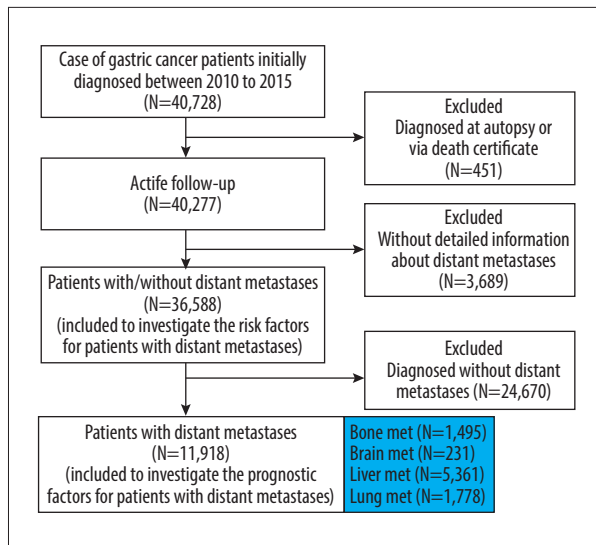 Case of gastric cancer patients initially
diagnosed between 2010 to 2015
(N=40,728)
Excluded
Diagnosed at autopsy or
via death certificate
(N=451)
Actife follow-up
(N=40,277)
Excluded
Without detailed information
about distant metastases
(N=3,689)
Patients with/without distant metastases
(N=36,588)
(included to investigate the risk factors
for patients with distant metastases)
Excluded
Diagnosed without distant
metastases (N=24,670)
Patients with distant metastases
(N=11,918)
(included to investigate the prognostic
factors for patients with distant metastases)
Bone met (N=1,495)
Brain met (N=231)
Liver met (N=5,361)
Lung met (N=1,778)